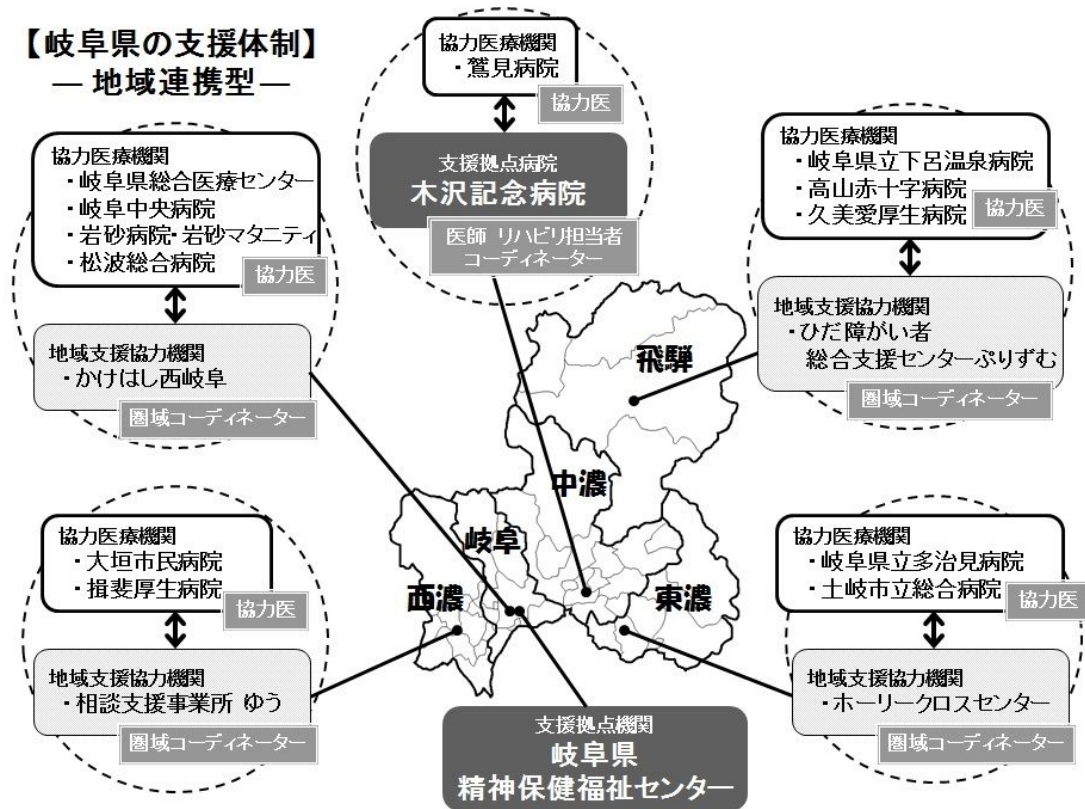 【岐阜県の支援体制】
― 地域連携型 ―
協力医療機関
・鷲見病院
協力医
支援拠点病院
木沢記念病院
医師 リハビリ担当者
コーディネーター
協力医療機関
・岐阜県総合医療センター
・岐阜中央病院
・岩砂病院・岩砂マタニティ
・松波総合病院
協力医
地域支援協力機関
・かけはし西岐阜
圏域コーディネーター
協力医療機関
・岐阜県立下呂温泉病院
・高山赤十字病院
・久美愛厚生病院
協力医
地域支援協力機関
・ひだ障がい者
総合支援センターぷりずむ
圏域コーディネーター
飛騨
中濃
岐阜
西濃
東濃
協力医療機関
・大垣市民病院
・揖斐厚生病院
協力医
地域支援協力機関
・相談支援事業所 ゆう
圏域コーディネーター
協力医療機関
・岐阜県立多治見病院
・土岐市立総合病院
協力医
地域支援協力機関
・ホーリークロスセンター
圏域コーディネーター
支援拠点機関
岐阜県
精神保健福祉センター